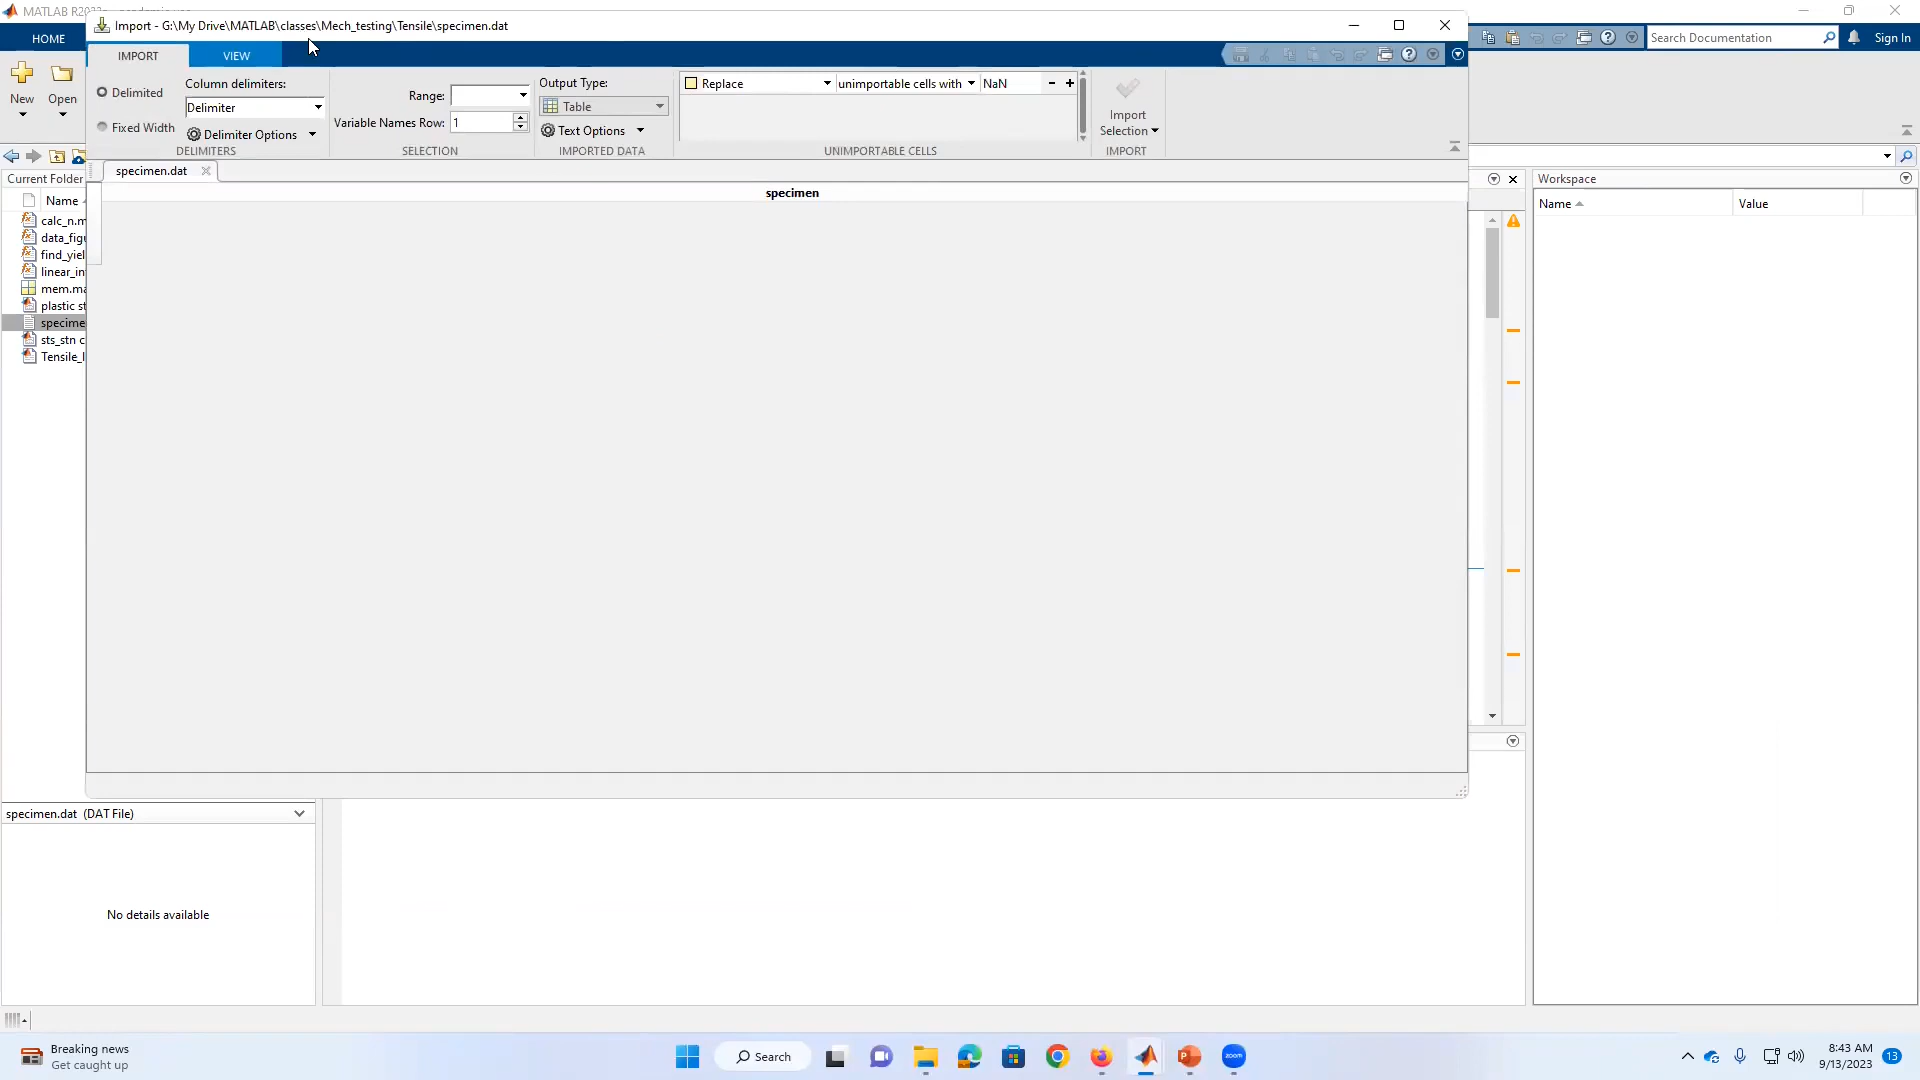 MATLAB
Import - G:\My Drive\MATLAB\classes\Mech_testing\Tensile\specimen.dat
HOME
IMPORT
VIEW
Search Documentation
Sign In
New
Open
Delimited
Fixed Width
Column delimiters:
Delimiter
Delimiter Options
DELIMITERS
Range:
Variable Names Row: 1
SELECTION
Output Type:
Table
Text Options
IMPORTED DATA
Replace
unimportable cells with
NaN
- +
UNIMPORTABLE CELLS
Import
Selection
IMPORT
specimen.dat
specimen
Current Folder
Name
calc_n.m
data_figu
find_yiel
linear_in
mem.ma
plastic st
specime
sts_stn c
Tensile_
Workspace
Name
Value
specimen.dat (DAT File)
No details available
Breaking news
Get caught up
Search
zoom
8:43 AM
9/13/2023
13